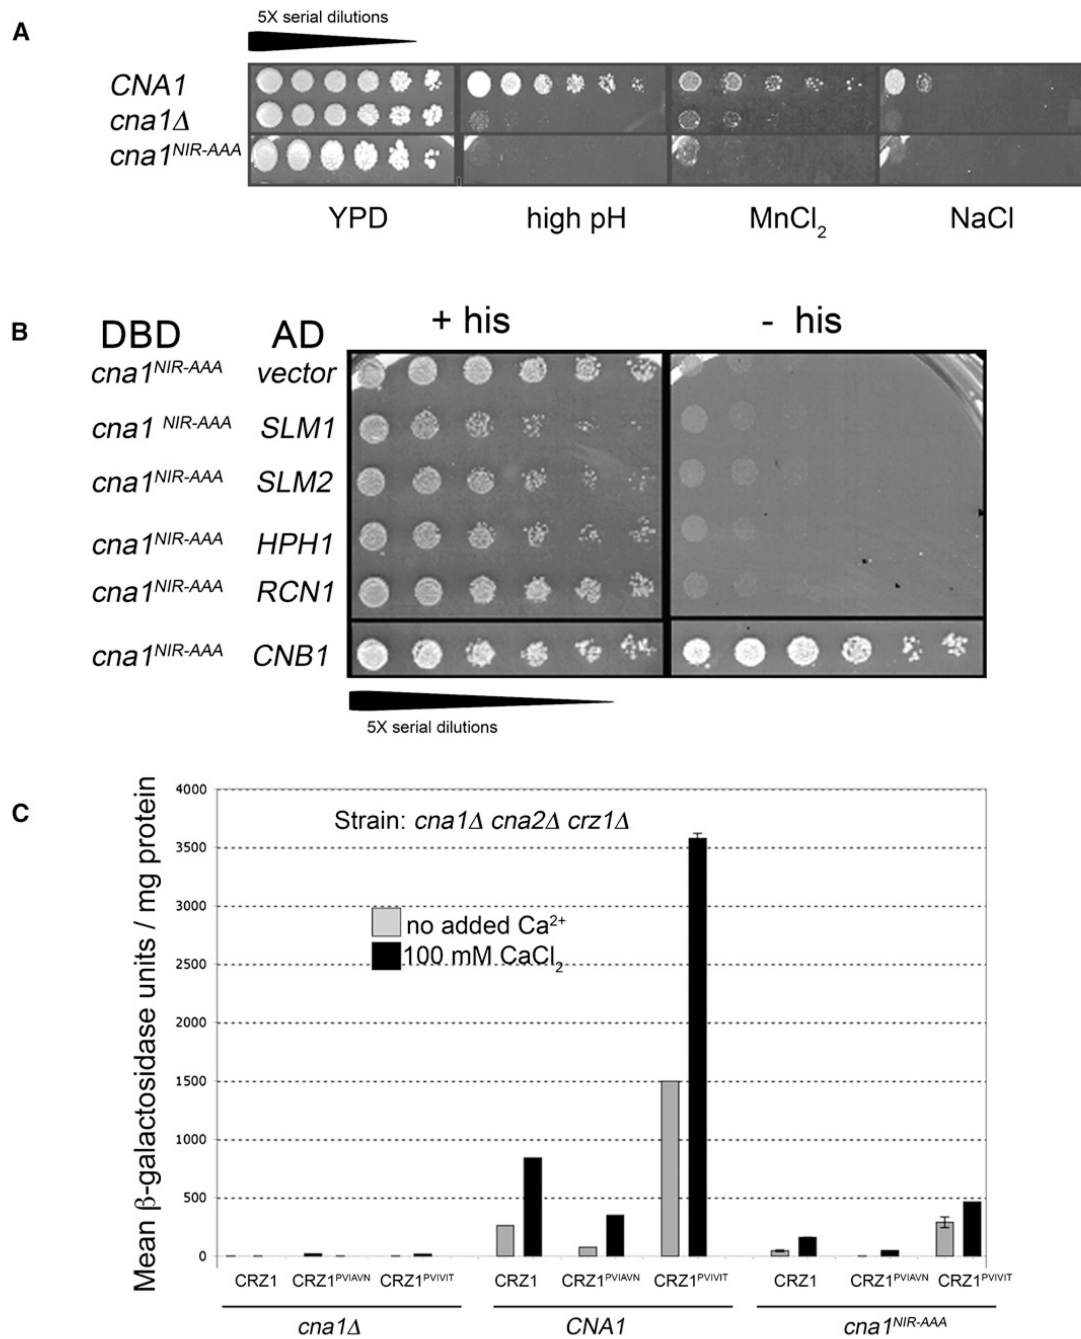 A
5X serial dilutions
CNA1
cna1Δ
cna1NIR-AAA
YPD high pH MnCl2 NaCl
B
DBD AD + his - his
cna1NIR-AAA vector
cna1 NIR-AAA SLM1
cna1NIR-AAA SLM2
cna1NIR-AAA HPH1
cna1NIR-AAA RCN1
cna1NIR-AAA CNB1
5X serial dilutions
C
Mean β-galactosidase units / mg protein
4000
3500
3000
2500
2000
1500
1000
500
0
Strain: cna1Δ cna2Δ crz1Δ
no added Ca2+
100 mM CaCl2
CRZ1 CRZ1PVIAVN CRZ1PVIVIT CRZ1 CRZ1PVIAVN CRZ1PVIVIT CRZ1 CRZ1PVIAVN CRZ1PVIVIT
cna1Δ CNA1 cna1NIR-AAA